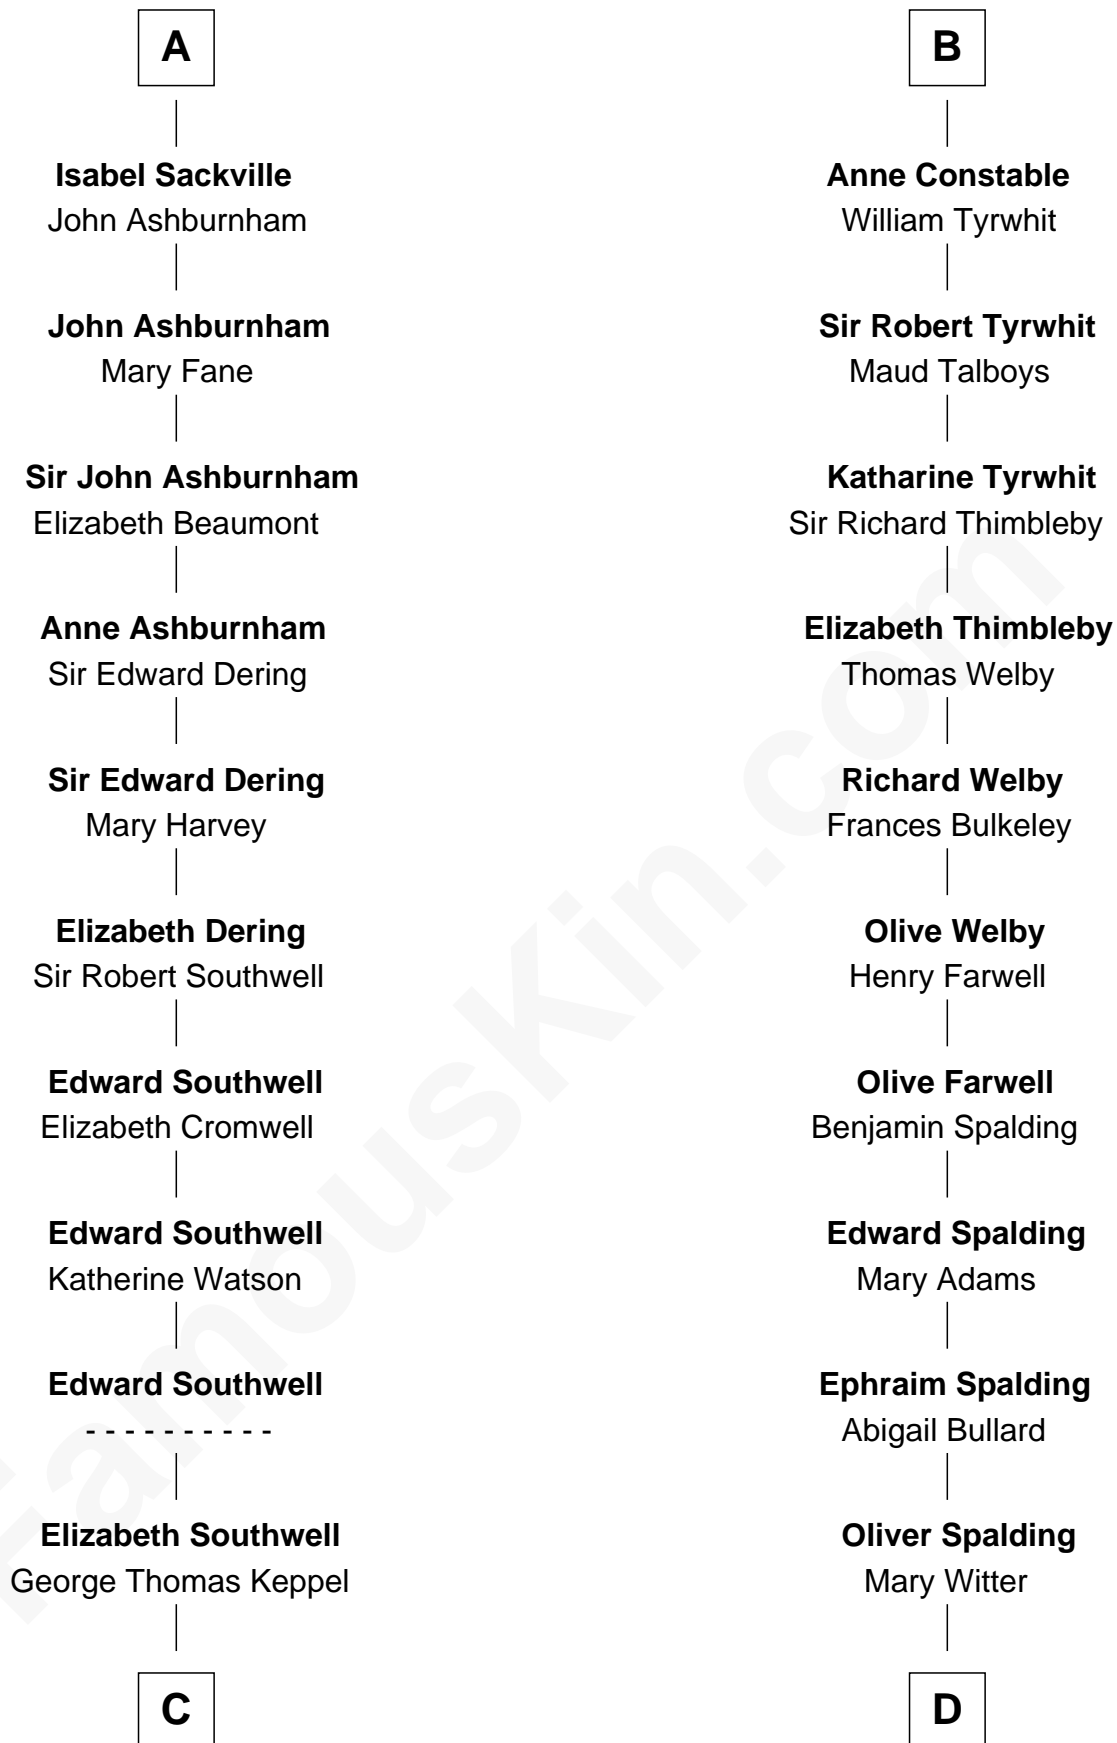 A
Isabel Sackville
John Ashburnham
John Ashburnham
Mary Fane
Sir John Ashburnham
Elizabeth Beaumont
Anne Ashburnham
Sir Edward Dering
Sir Edward Dering
Mary Harvey
Elizabeth Dering
Sir Robert Southwell
Edward Southwell
Elizabeth Cromwell
Edward Southwell
Katherine Watson
Edward Southwell
- - - - - - - - - -
Elizabeth Southwell
George Thomas Keppel
C
B
Anne Constable
William Tyrwhit
Sir Robert Tyrwhit
Maud Talboys
Katharine Tyrwhit
Sir Richard Thimbleby
Elizabeth Thimbleby
Thomas Welby
Richard Welby
Frances Bulkeley
Olive Welby
Henry Farwell
Olive Farwell
Benjamin Spalding
Edward Spalding
Mary Adams
Ephraim Spalding
Abigail Bullard
Oliver Spalding
Mary Witter
D
FamousKin.com